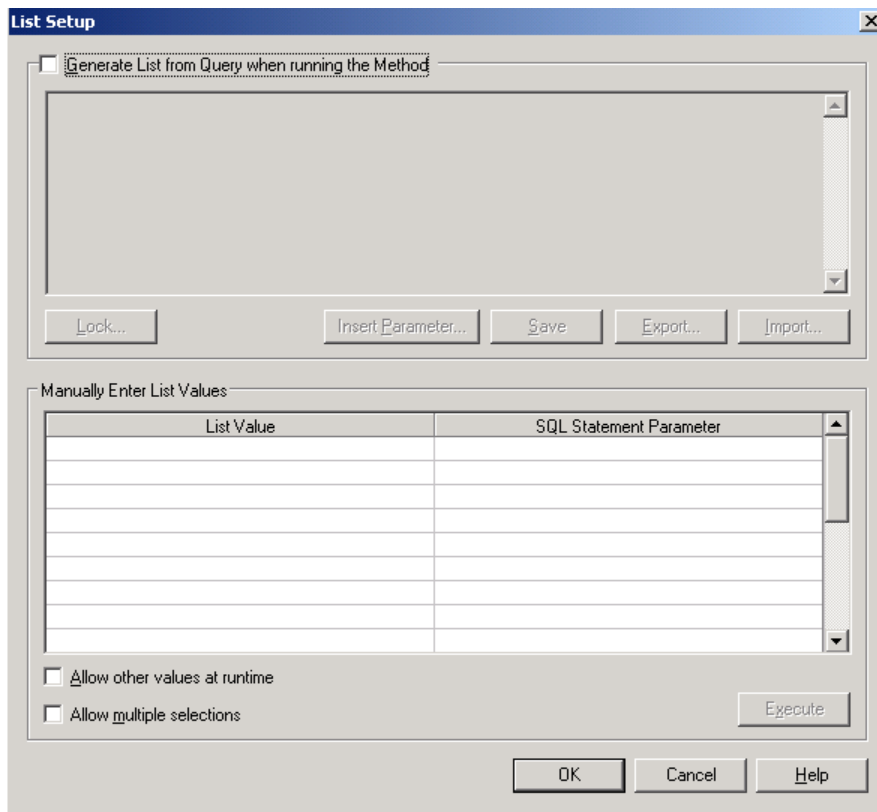 List Setup
Generate List from Query when running the Method
Lock... Insert Parameter... Save Export... Import...
Manually Enter List Values
List Value SQL Statement Parameter
Allow other values at runtime
Allow multiple selections
Execute
OK Cancel Help